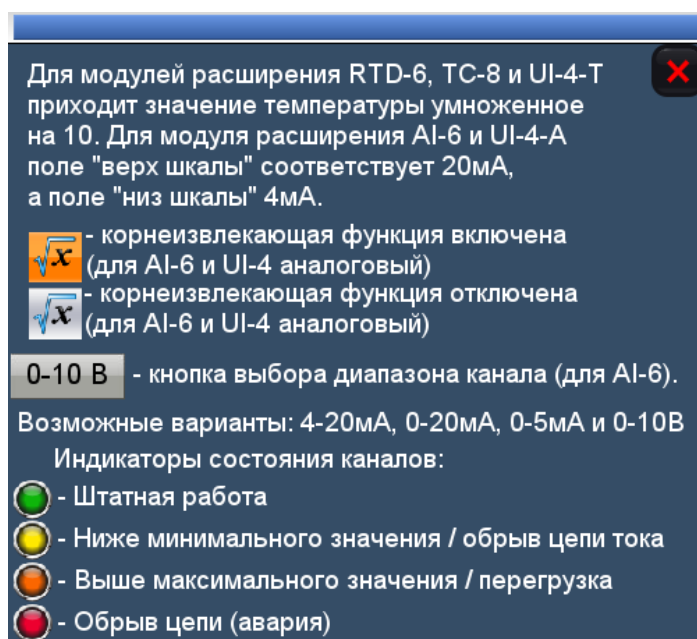 Для модулей расширения RTD-6, TC-8 и UI-4-T
приходит значение температуры умноженное
на 10. Для модуля расширения AI-6 и UI-4-A
поле "верх шкалы" соответствует 20мА,
а поле "низ шкалы" 4мА.
√x - корнеизвлекающая функция включена
(для AI-6 и UI-4 аналоговый)
√x - корнеизвлекающая функция отключена
(для AI-6 и UI-4 аналоговый)
0-10 В - кнопка выбора диапазона канала (для AI-6).
Возможные варианты: 4-20мА, 0-20мА, 0-5мА и 0-10В
Индикаторы состояния каналов:
- Штатная работа
- Ниже минимального значения / обрыв цепи тока
- Выше максимального значения / перегрузка
- Обрыв цепи (авария)